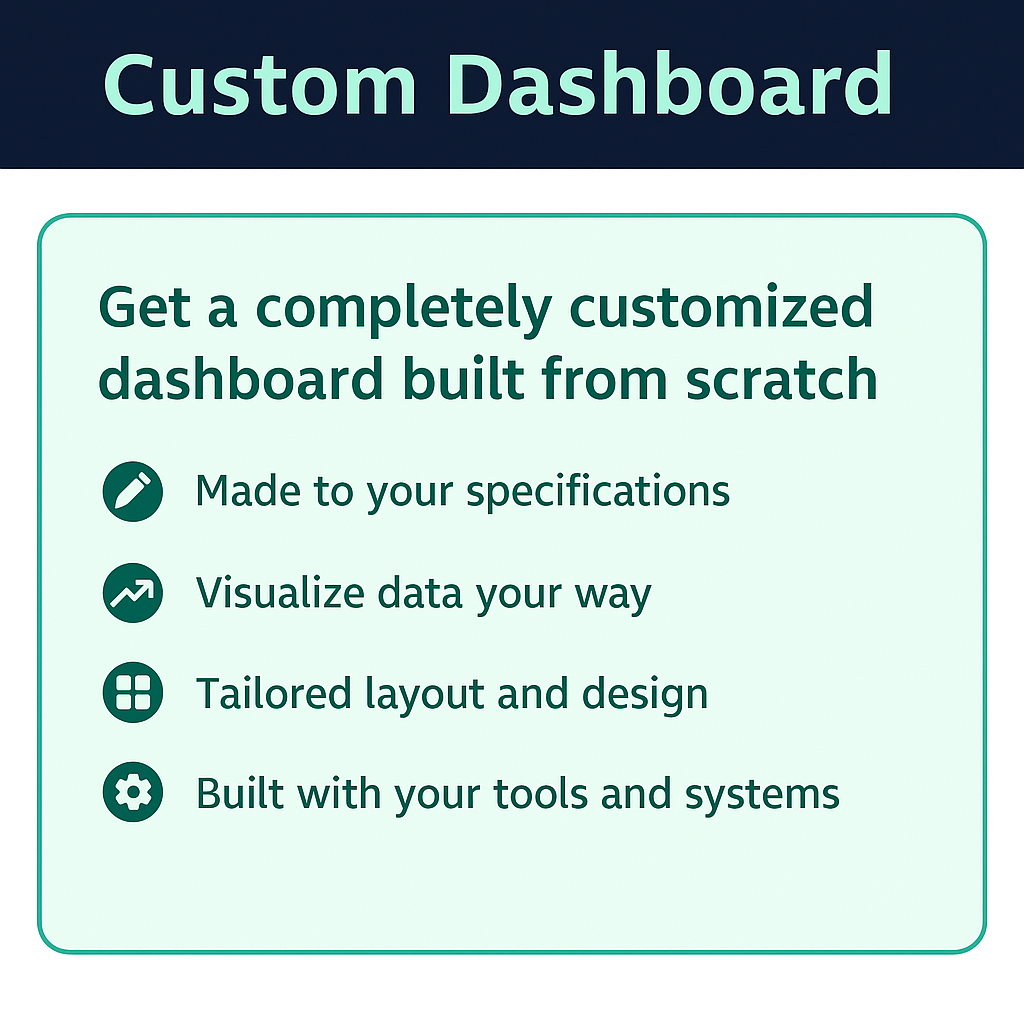 Custom Dashboard
Get a completely customized
dashboard built from scratch
Made to your specifications
Visualize data your way
Tailored layout and design
Built with your tools and systems